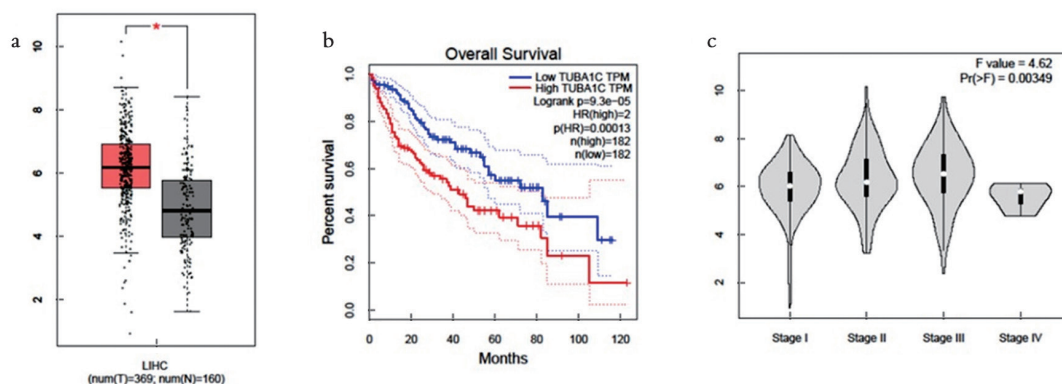 a
*
10
8
6
4
2
LIHC
(num(T)=369; num(N)=160)
b
Overall Survival
Low TUBA1C TPM
High TUBA1C TPM
Logrank p=9.3e−05
HR(high)=2
p(HR)=0.00013
n(high)=182
n(low)=182
Percent survival
1.0
0.8
0.6
0.4
0.2
0.0
0 20 40 60 80 100 120
Months
c
F value = 4.62
Pr(>F) = 0.00349
10
8
6
4
2
0
Stage I Stage II Stage III Stage IV